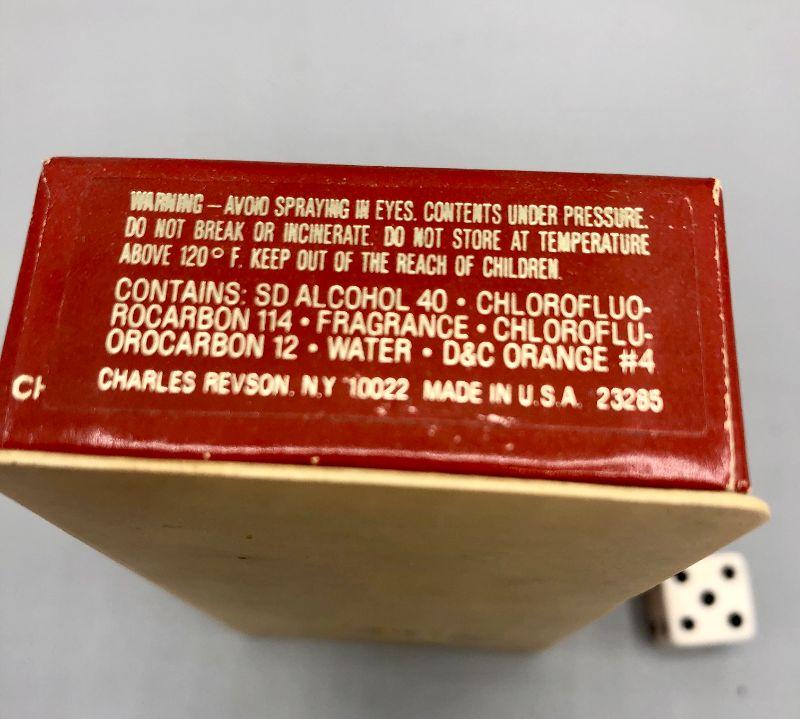 WARNING — AVOID SPRAYING IN EYES. CONTENTS UNDER PRESSURE.
DO NOT BREAK OR INCINERATE. DO NOT STORE AT TEMPERATURE
ABOVE 120° F. KEEP OUT OF THE REACH OF CHILDREN.
CONTAINS: SD ALCOHOL 40 • CHLOROFLUO-
ROCARBON 114 • FRAGRANCE • CHLOROFLU-
OROCARBON 12 • WATER • D&C ORANGE #4
CHARLES REVSON. N.Y 10022 MADE IN U.S.A. 23285